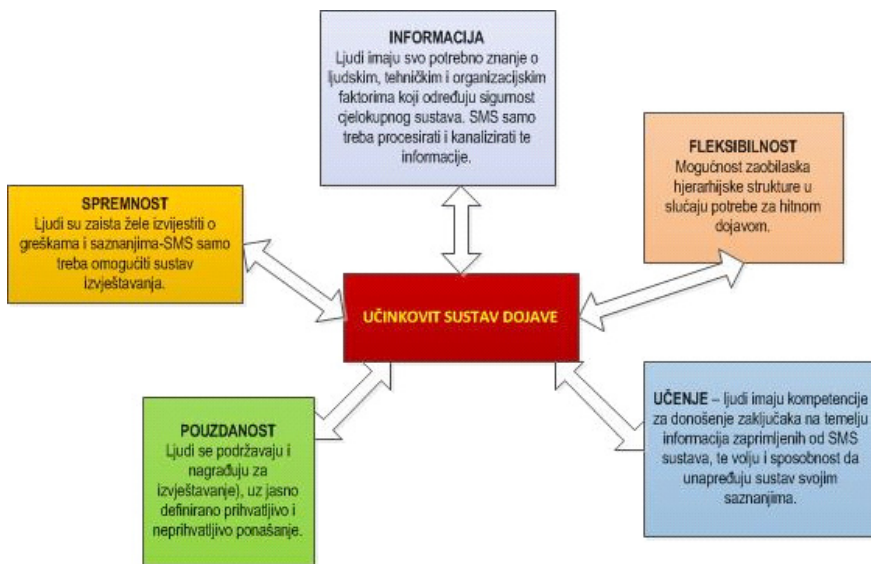 INFORMACIJA
Ljudi imaju svo potrebno znanje o
ljudskim, tehničkim i organizacijskim
faktorima koji određuju sigurnost
cjelokupnog sustava. SMS samo
treba procesirati i kanalizirati te
informacije.
FLEKSIBILNOST
Mogućnost zaobilaska
hjerarhijske strukture u
slućaju potrebe za hitnom
dojavom.
SPREMNOST
Ljudi su zaista žele izvijestiti o
greškama i saznanjima-SMS samo
treba omogućiti sustav
izvještavanja.
UČINKOVIT SUSTAV DOJAVE
POUZDANOST
Ljudi se podržavaju i
nagrađuju za
izvještavanje), uz jasno
definirano prihvatljivo i
neprihvatljivo ponašanje.
UČENJE – ljudi imaju kompetencije
za donošenje zaključaka na temelju
informacija zaprimljenih od SMS
sustava, te volju i sposobnost da
unapređuju sustav svojim
saznanjima.